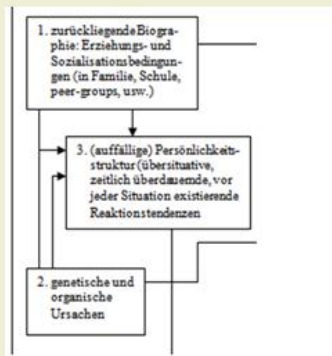 1. zurückliegende Biogra-
phie: Erziehungs- und
Sozialisationsbedingun-
gen (in Familie, Schule,
peer-groups, usw.)
3. (auffällige) Persönlichkeits-
struktur (übersituative,
zeitlich überdauernde, vor
jeder Situation existierende
Reaktionstendenzen
2. genetische und
organische
Ursachen